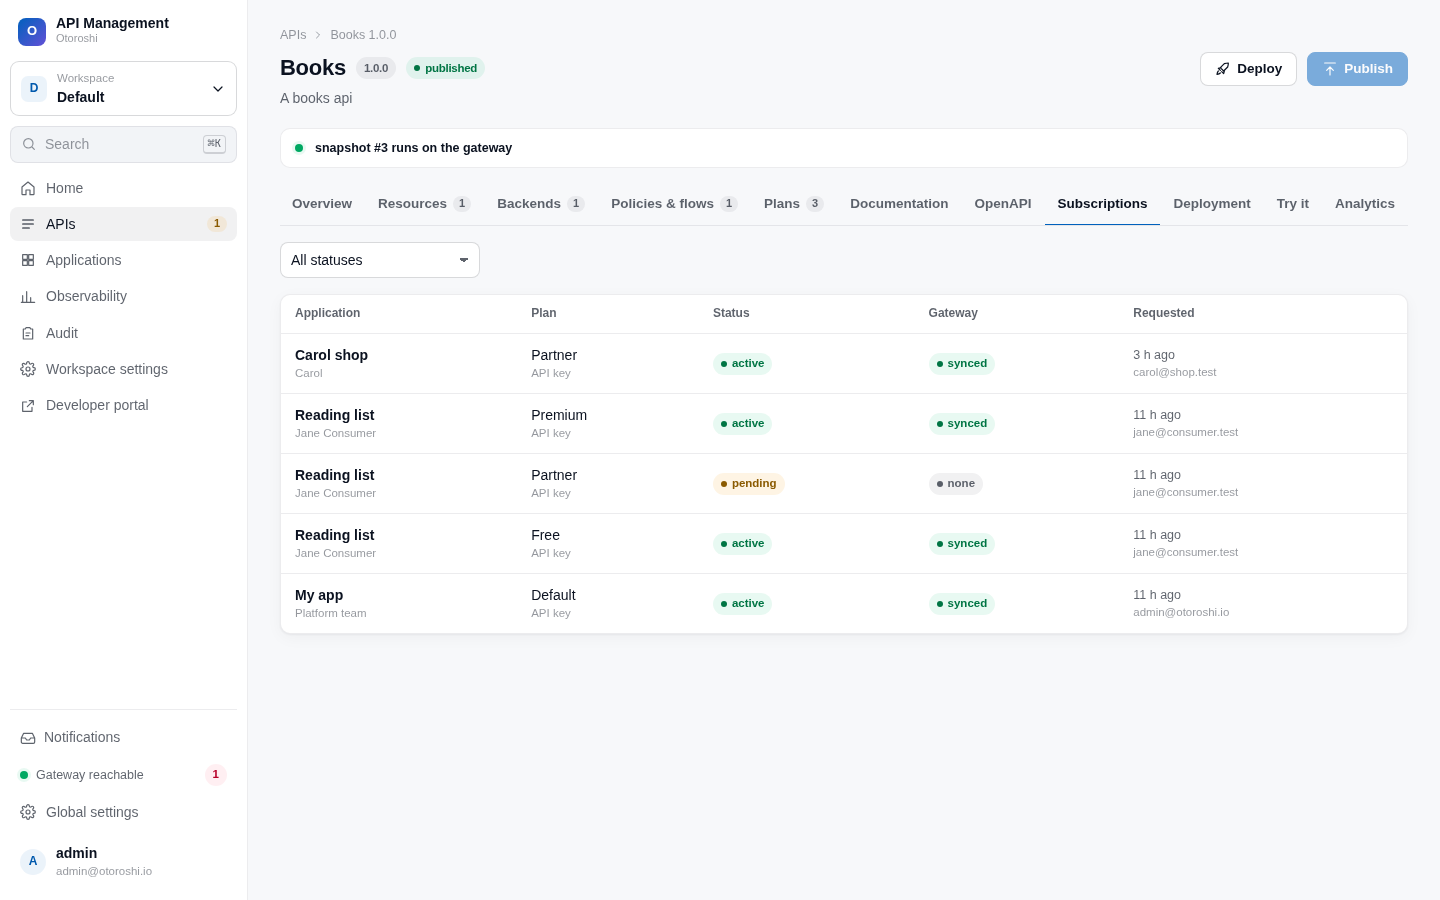 API Management
Otoroshi
O
D
Workspace
Default
Search
⌘K
Home
APIs
1
Applications
Observability
Audit
Workspace settings
Developer portal
Notifications
Gateway reachable
1
Global settings
A
admin
admin@otoroshi.io
APIs > Books 1.0.0
Books 1.0.0 published
A books api
Deploy
Publish
snapshot #3 runs on the gateway
Overview Resources 1 Backends 1 Policies & flows 1 Plans 3 Documentation OpenAPI Subscriptions Deployment Try it Analytics
All statuses
Application Plan Status Gateway Requested
Carol shop Partner active synced 3 h ago
Carol API key carol@shop.test
Reading list Premium active synced 11 h ago
Jane Consumer API key jane@consumer.test
Reading list Partner pending none 11 h ago
Jane Consumer API key jane@consumer.test
Reading list Free active synced 11 h ago
Jane Consumer API key jane@consumer.test
My app Default active synced 11 h ago
Platform team API key admin@otoroshi.io